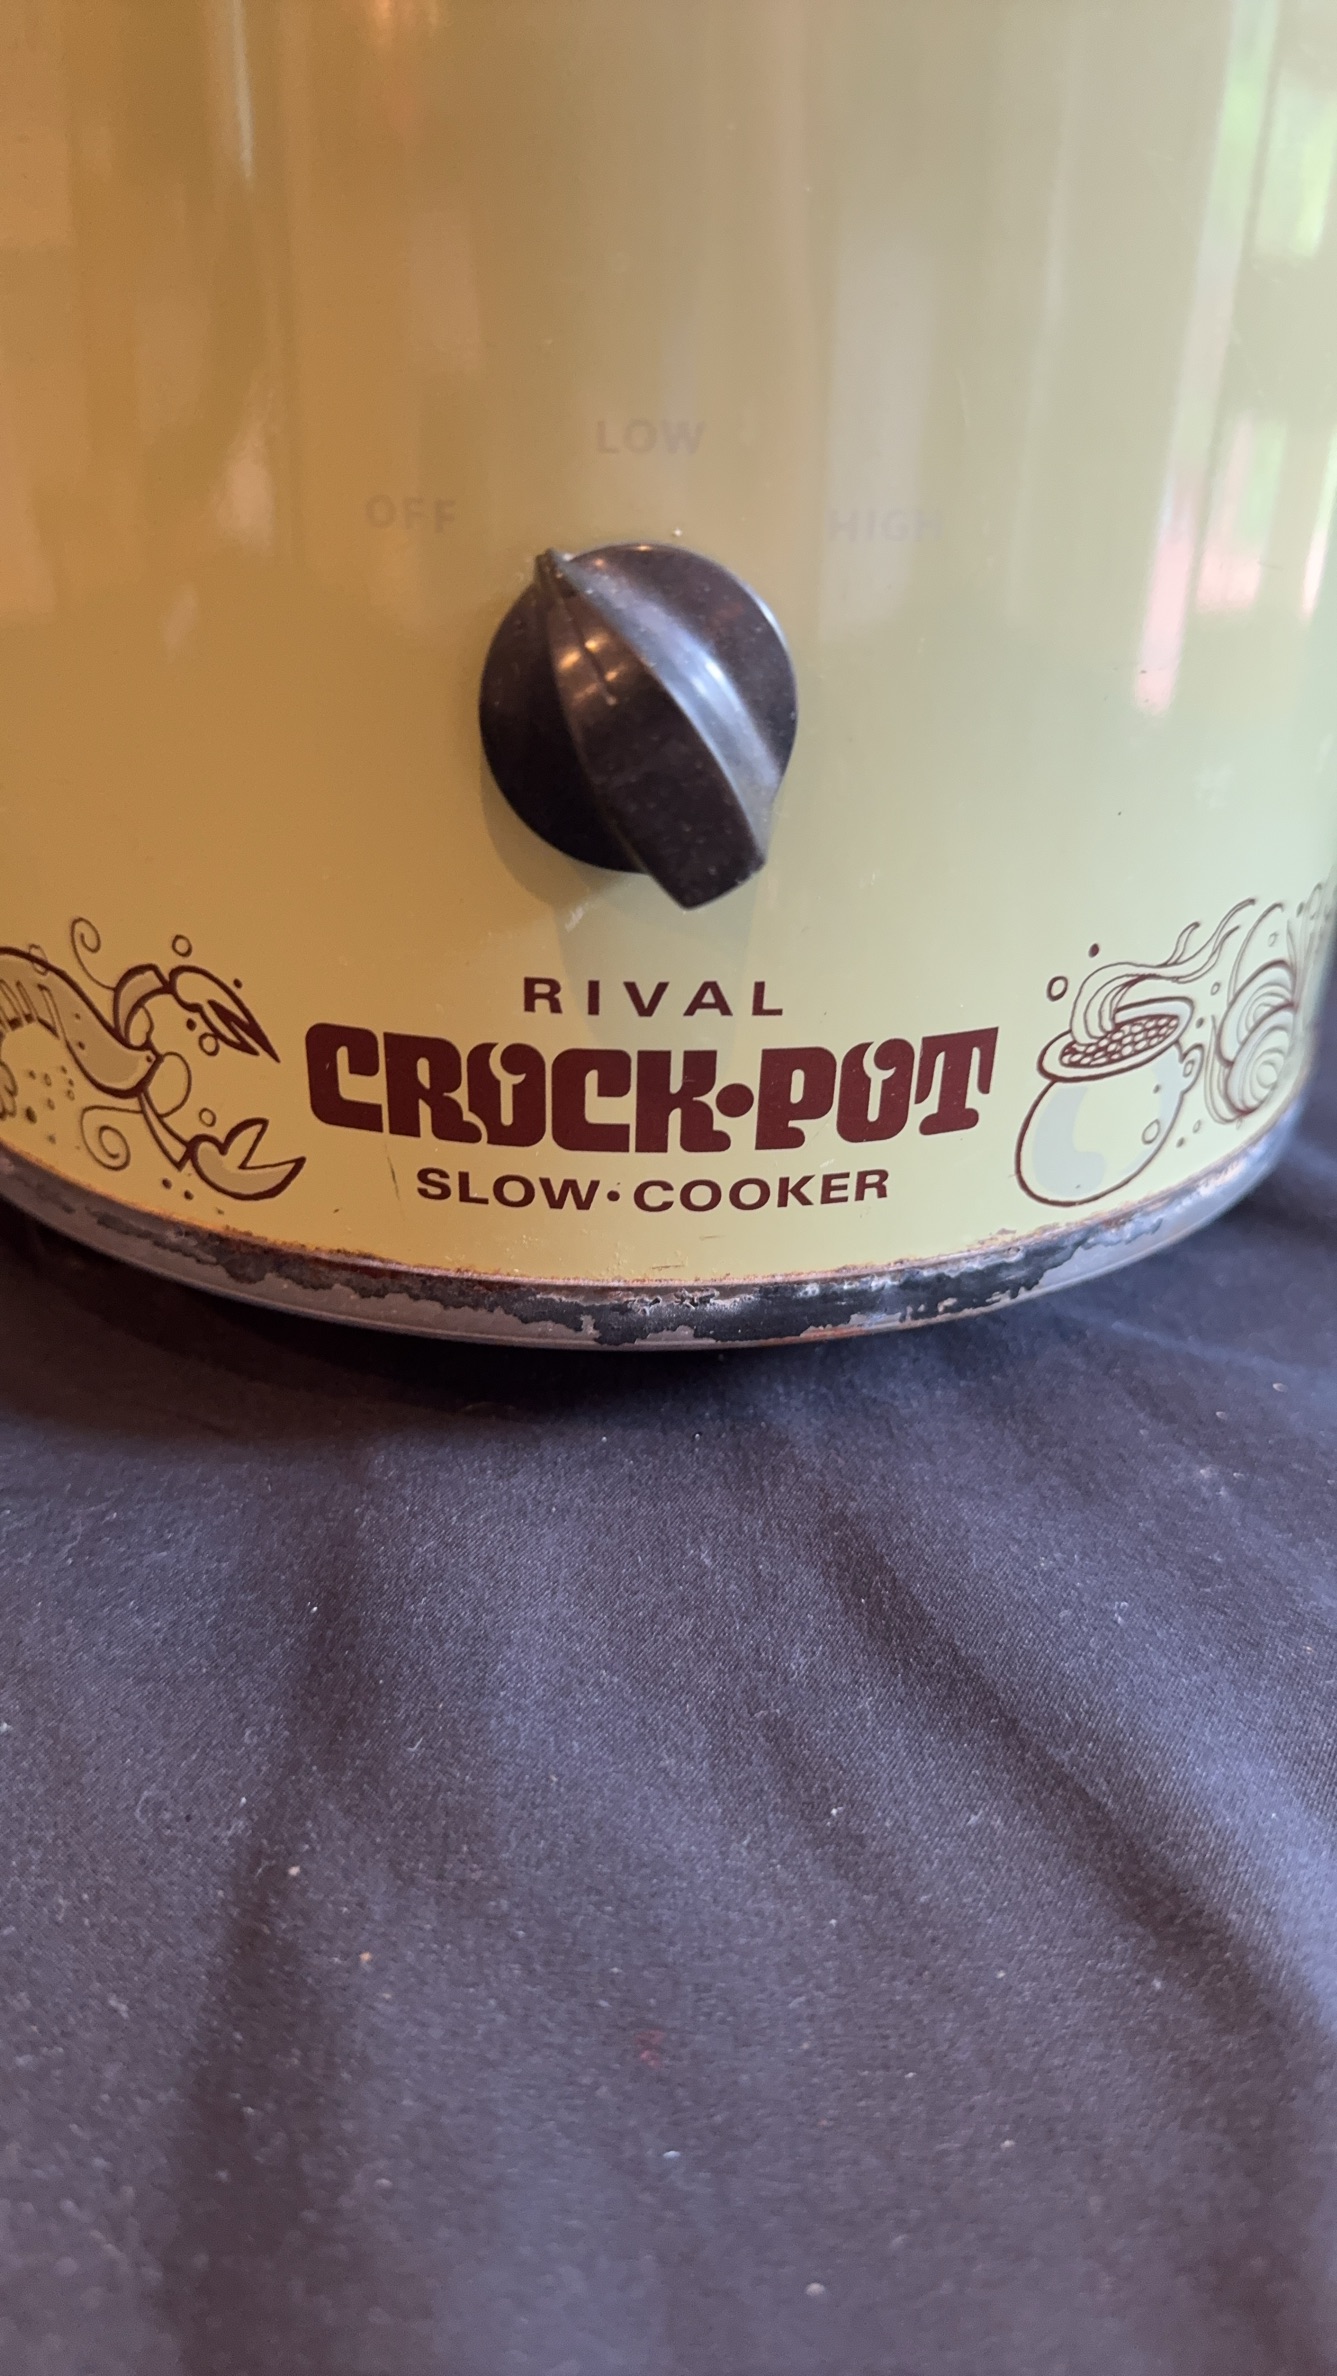 LOW
OFF HIGH
RIVAL
CROCK•POT
SLOW•COOKER